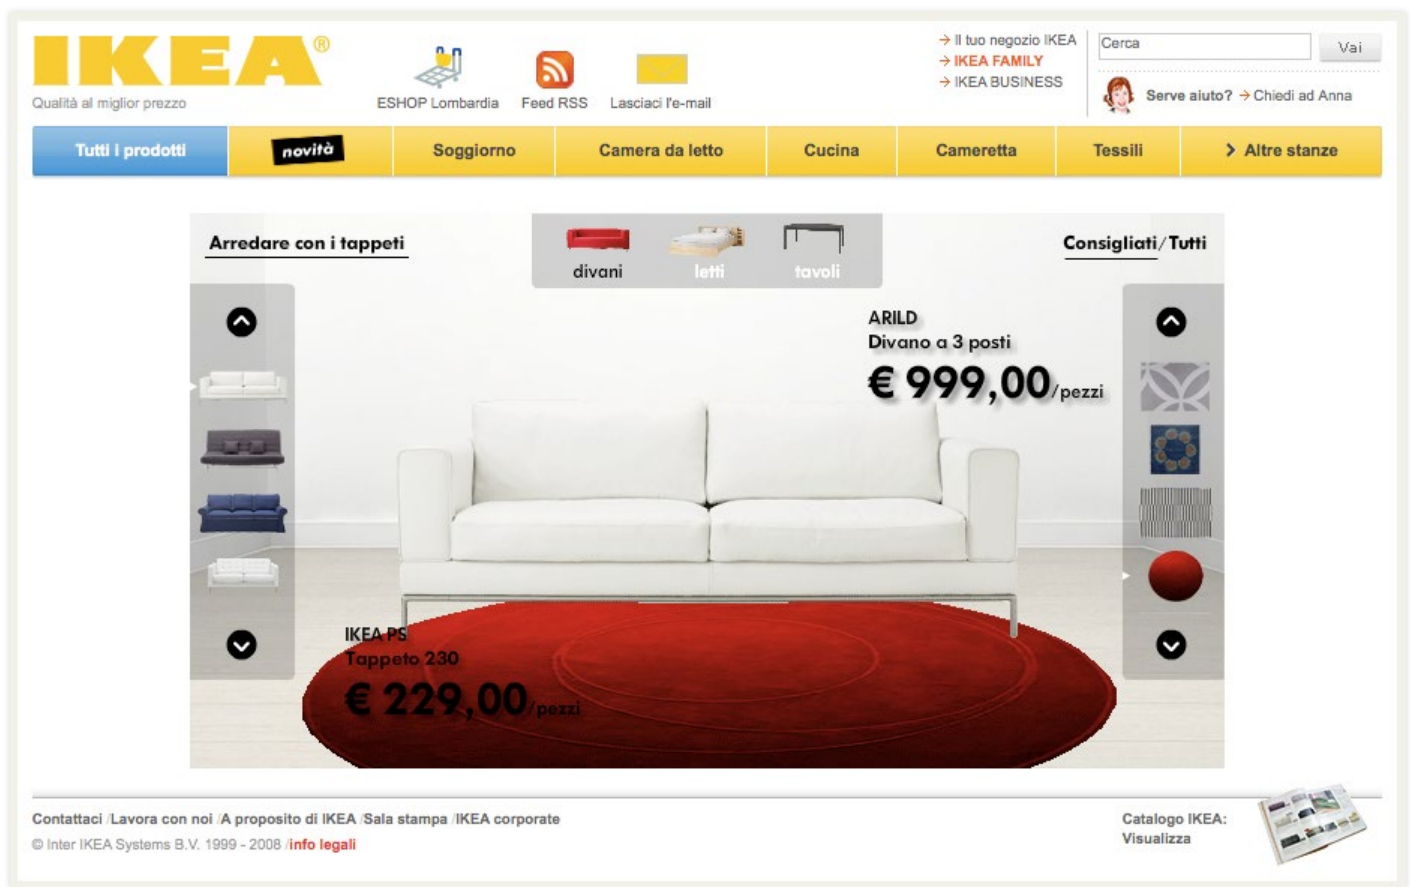 IKEA®
Qualità al miglior prezzo
ESHOP Lombardia
Feed RSS
Lasciaci l'e-mail
→ Il tuo negozio IKEA
→ IKEA FAMILY
→ IKEA BUSINESS
Cerca
Vai
Serve aiuto? → Chiedi ad Anna
Tutti i prodotti
novità
Soggiorno
Camera da letto
Cucina
Cameretta
Tessili
Altre stanze
Arredare con i tappeti
divani
letti
tavoli
Consigliati/Tutti
ARILD
Divano a 3 posti
€ 999,00/pezzi
IKEA PS
Tappeto 230
€ 229,00/pezzi
Contattaci /Lavora con noi /A proposito di IKEA /Sala stampa /IKEA corporate
© Inter IKEA Systems B.V. 1999 - 2008 /info legali
Catalogo IKEA:
Visualizza